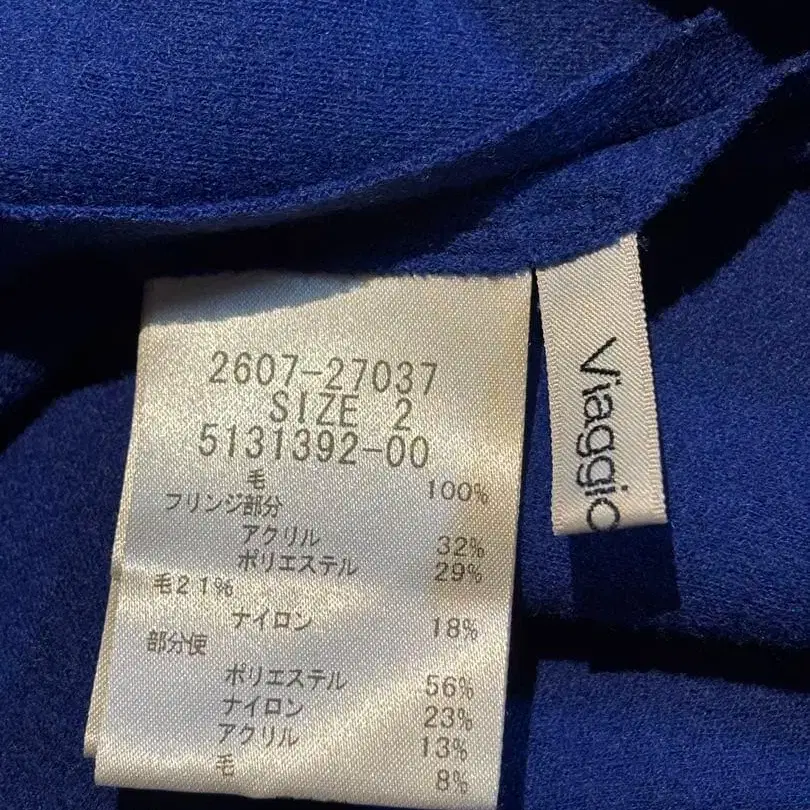 2607-27037
SIZE 2
5131392-00
毛 100%
フリンジ部分
アクリル 32%
ポリエステル 29%
毛21%
ナイロン 18%
部分使
ポリエステル 56%
ナイロン 23%
アクリル 13%
毛 8%
Viaggio